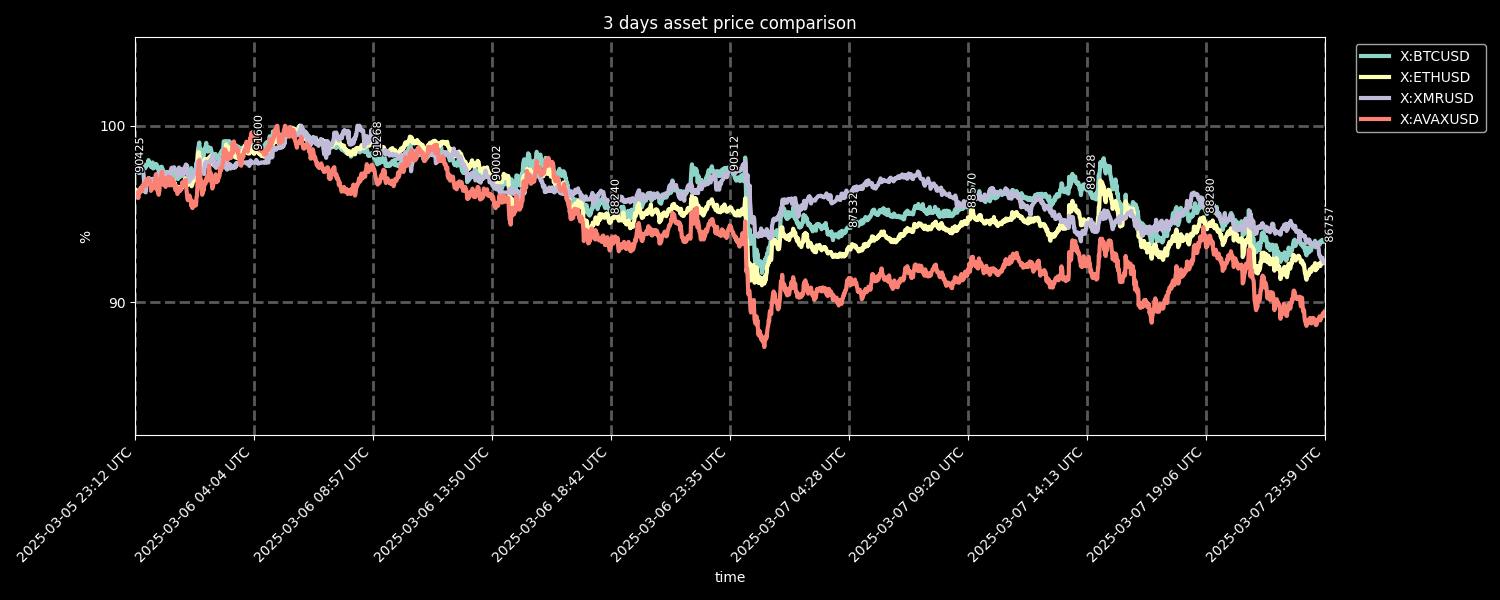 3 days asset price comparison
X:BTCUSD
X:ETHUSD
X:XMRUSD
X:AVAXUSD
100
90
%
90425
91600
91268
90002
88240
90512
87532
88570
89528
88280
86757
2025-03-05 23:12 UTC
2025-03-06 04:04 UTC
2025-03-06 08:57 UTC
2025-03-06 13:50 UTC
2025-03-06 18:42 UTC
2025-03-06 23:35 UTC
2025-03-07 04:28 UTC
2025-03-07 09:20 UTC
2025-03-07 14:13 UTC
2025-03-07 19:06 UTC
2025-03-07 23:59 UTC
time